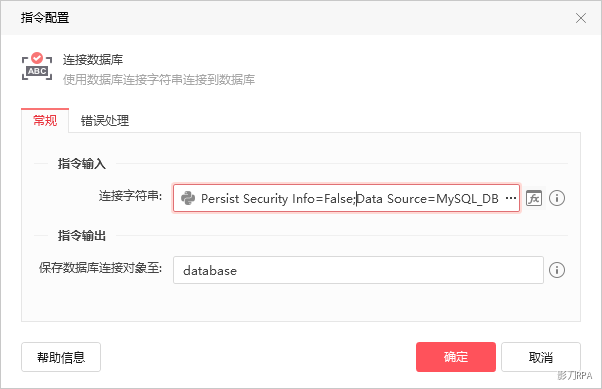 指令配置
ABC
连接数据库
使用数据库连接字符串连接到数据库
常规
错误处理
指令输入
连接字符串:
Persist Security Info=False;Data Source=MySQL_DB ···
fx
指令输出
保存数据库连接对象至:
database
帮助信息
确定
取消
影刀RPA